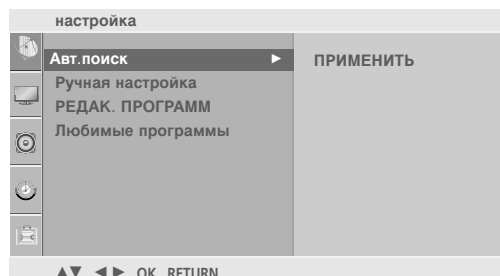 настройка
Авт.поиск ► ПРИМЕНИТЬ
Ручная настройка
РЕДАК. ПРОГРАММ
Любимые программы
▲▼ ◄► OK RETURN